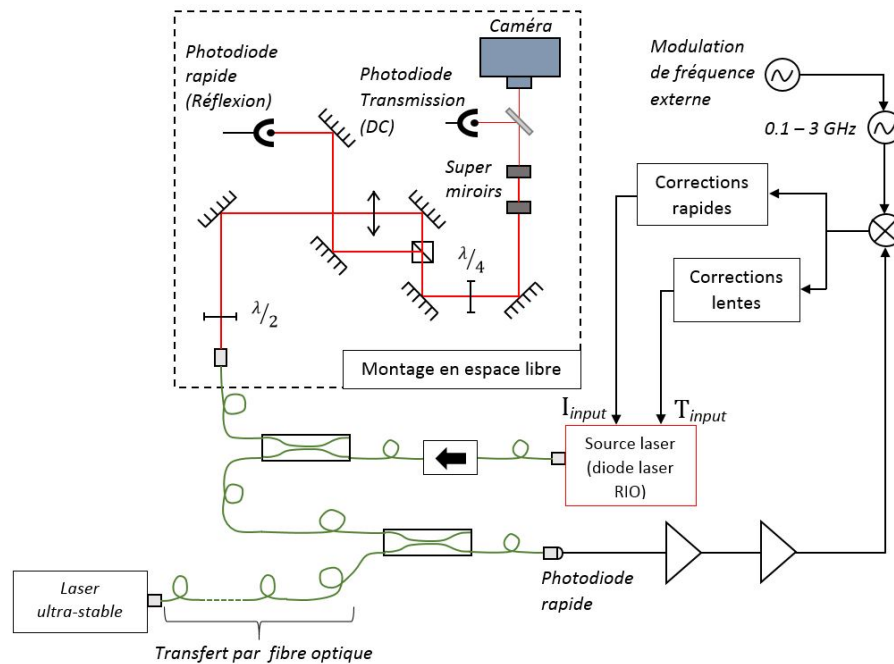 Caméra
Photodiode
rapide
(Réflexion)
Photodiode
Transmission
(DC)
Super
miroirs
λ/4
λ/2
Montage en espace libre
Modulation
de fréquence
externe
0.1 – 3 GHz
Corrections
rapides
Corrections
lentes
Iinput
Tinput
Source laser
(diode laser
RIO)
Photodiode
rapide
Laser
ultra-stable
Transfert par fibre optique